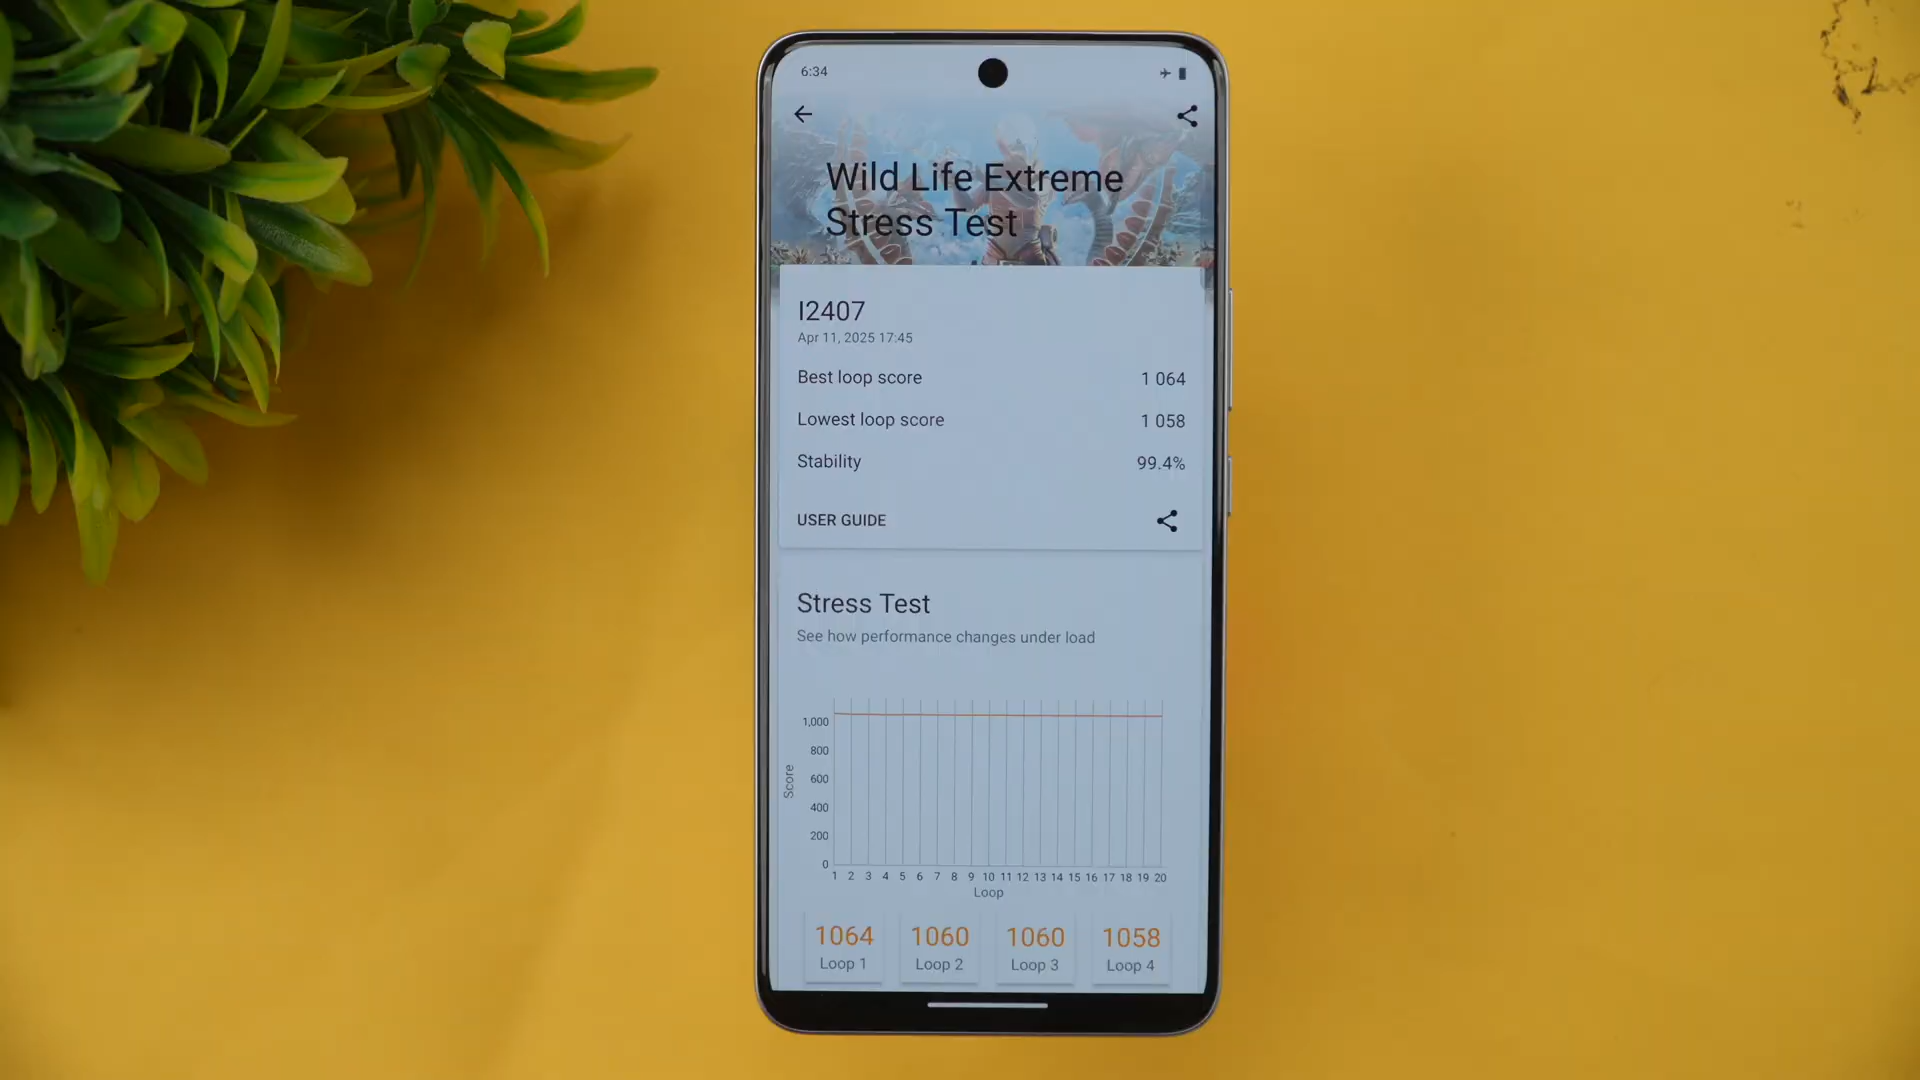 6:34
Wild Life Extreme
Stress Test
I2407
Apr 11, 2025 17:45
Best loop score 1 064
Lowest loop score 1 058
Stability 99.4%
USER GUIDE
Stress Test
See how performance changes under load
1,000
800
600
400
200
0
Score
1 2 3 4 5 6 7 8 9 10 11 12 13 14 15 16 17 18 19 20
Loop
1064 1060 1060 1058
Loop 1 Loop 2 Loop 3 Loop 4